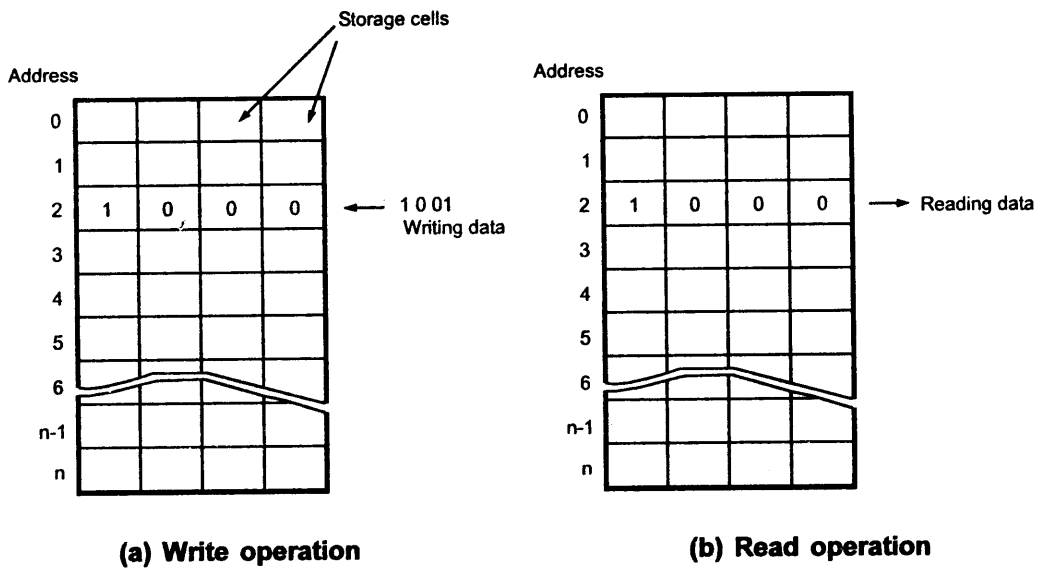 Storage cells
Address
0
1
2 1 0 0 0
1 0 01
Writing data
3
4
5
6
n-1
n
(a) Write operation
Address
0
1
2 1 0 0 0
Reading data
3
4
5
6
n-1
n
(b) Read operation